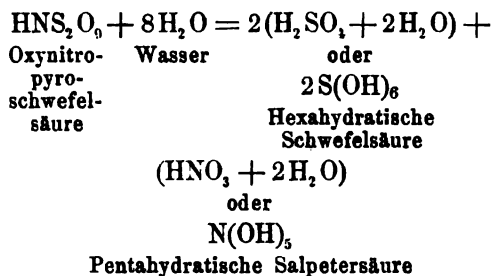 HNS₂O₉ + 8H₂O = 2(H₂SO₄ + 2H₂O) +
Oxynitro- Wasser oder
pyro-
schwefel-
säure
2S(OH)₆
Hexahydratische
Schwefelsäure
(HNO₃ + 2H₂O)
oder
N(OH)₅
Pentahydratische Salpetersäure